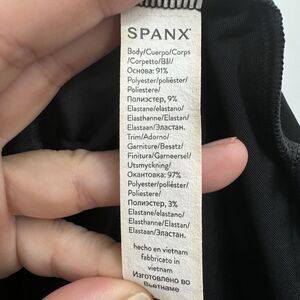 SPANX
Body/Cuerpo/Corps
/Corpetto/Bål/
Основа: 91%
Polyester/poliéster/
Poliestere/
Полиэстер, 9%
Elastane/elastano/
Elasthanne/Elastan/
Elastaan/Эластан.
Trim/Adorno/
Garniture/Besatz/
Finitura/Garneersel/
Utsmyckning/
Окантовка: 97%
Polyester/poliéster/
Poliestere/
Полиэстер, 3%
Elastane/elastano/
Elasthanne/Elastan/
Elastaan/Эластан.
hecho en vietnam
fabbricato in
vietnam
Изготовлено во
Вьетнаме